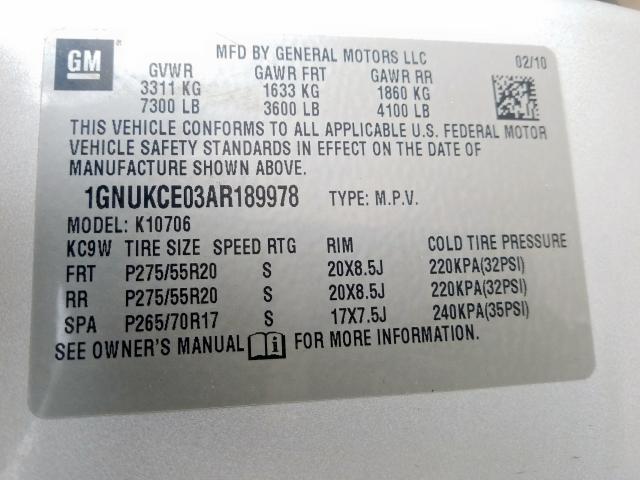 GM
MFD BY GENERAL MOTORS LLC 02/10
GVWR GAWR FRT GAWR RR
3311 KG 1633 KG 1860 KG
7300 LB 3600 LB 4100 LB
THIS VEHICLE CONFORMS TO ALL APPLICABLE U.S. FEDERAL MOTOR
VEHICLE SAFETY STANDARDS IN EFFECT ON THE DATE OF
MANUFACTURE SHOWN ABOVE.
1GNUKCE03AR189978 TYPE: M.P.V.
MODEL: K10706
KC9W TIRE SIZE SPEED RTG RIM COLD TIRE PRESSURE
FRT P275/55R20 S 20X8.5J 220KPA(32PSI)
RR P275/55R20 S 20X8.5J 220KPA(32PSI)
SPA P265/70R17 S 17X7.5J 240KPA(35PSI)
SEE OWNER'S MANUAL i FOR MORE INFORMATION.